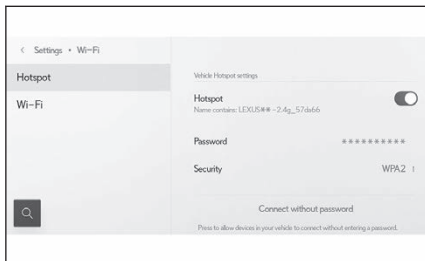 < Settings • Wi-Fi
Hotspot
Wi-Fi
Vehicle Hotspot settings
Hotspot
Name contains: LEXUS##-2.4g_57da66
Password
**********
Security
WPA2
Connect without password
Press to allow devices in your vehicle to connect without entering a password.